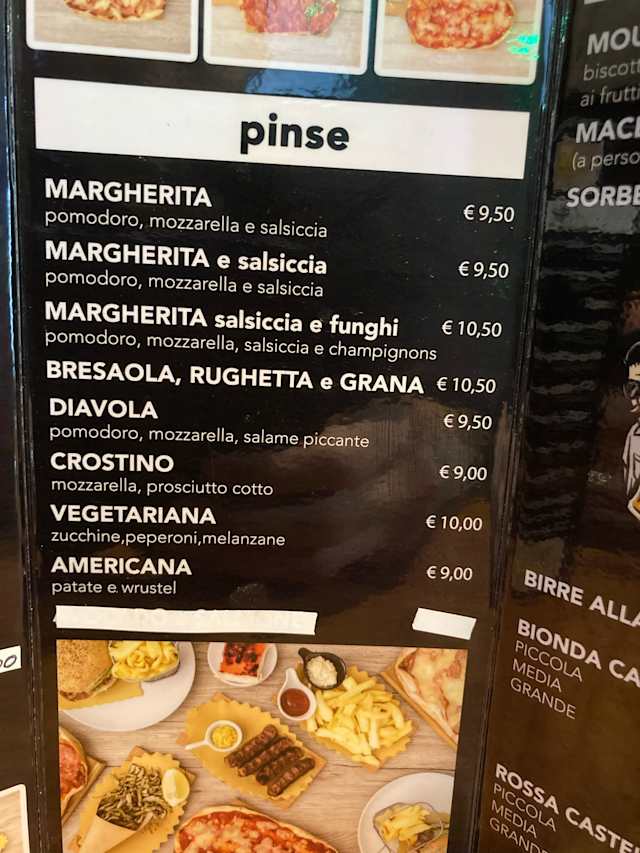 pinse
MARGHERITA € 9,50
pomodoro, mozzarella e salsiccia
MARGHERITA e salsiccia € 9,50
pomodoro, mozzarella e salsiccia
MARGHERITA salsiccia e funghi € 10,50
pomodoro, mozzarella, salsiccia e champignons
BRESAOLA, RUGHETTA e GRANA € 10,50
DIAVOLA € 9,50
pomodoro, mozzarella, salame piccante
CROSTINO € 9,00
mozzarella, prosciutto cotto
VEGETARIANA € 10,00
zucchine,peperoni,melanzane
AMERICANA € 9,00
patate e wrustel
MOU
biscott
ai frutti
MACE
(a perso
SORBE
BIRRE ALLA
BIONDA CA
PICCOLA
MEDIA
GRANDE
ROSSA CASTE
PICCOLA
MEDIA
GRANDE